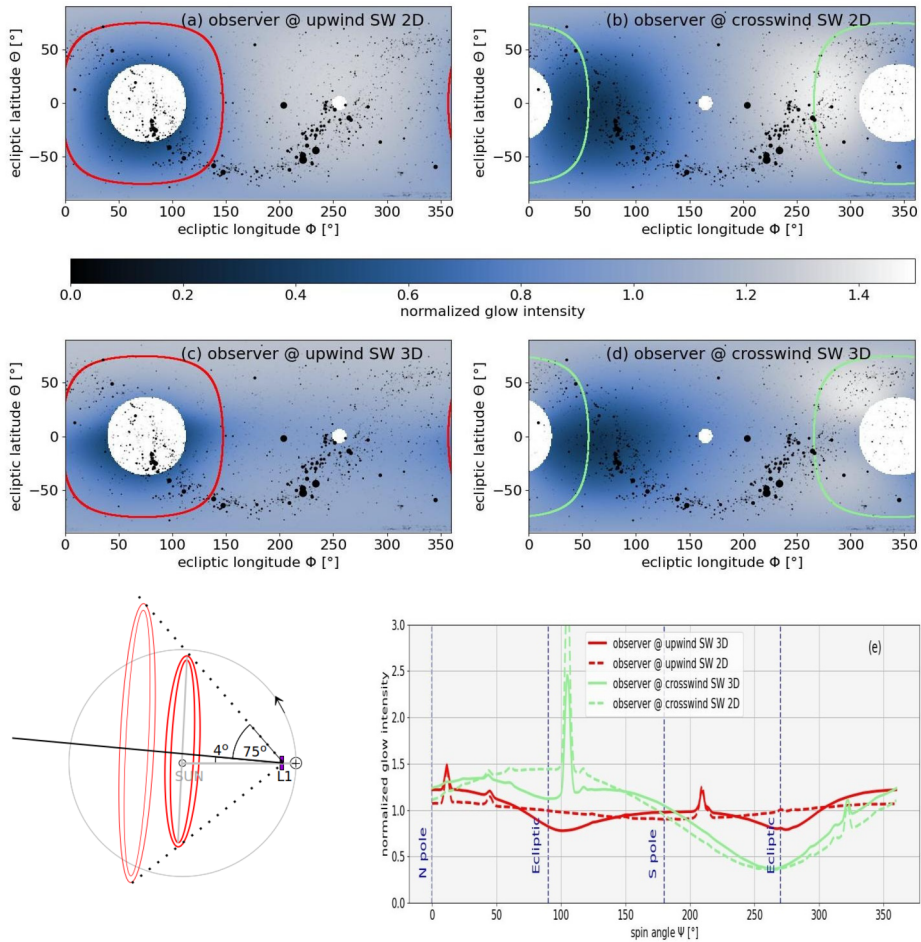 (a) observer @ upwind SW 2D
(b) observer @ crosswind SW 2D
ecliptic latitude Θ [°]
50
0
−50
0 50 100 150 200 250 300 350
ecliptic longitude Φ [°]
ecliptic latitude Θ [°]
50
0
−50
0 50 100 150 200 250 300 350
ecliptic longitude Φ [°]
0.0 0.2 0.4 0.6 0.8 1.0 1.2 1.4
normalized glow intensity
(c) observer @ upwind SW 3D
(d) observer @ crosswind SW 3D
ecliptic latitude Θ [°]
50
0
−50
0 50 100 150 200 250 300 350
ecliptic longitude Φ [°]
ecliptic latitude Θ [°]
50
0
−50
0 50 100 150 200 250 300 350
ecliptic longitude Φ [°]
4° 75°
SUN
L1
normalized glow intensity
3.0
2.5
2.0
1.5
1.0
0.5
0.0
observer @ upwind SW 3D
observer @ upwind SW 2D
observer @ crosswind SW 3D
observer @ crosswind SW 2D
(e)
N pole
Ecliptic
S pole
Ecliptic
0 50 100 150 200 250 300 350
spin angle Ψ [°]